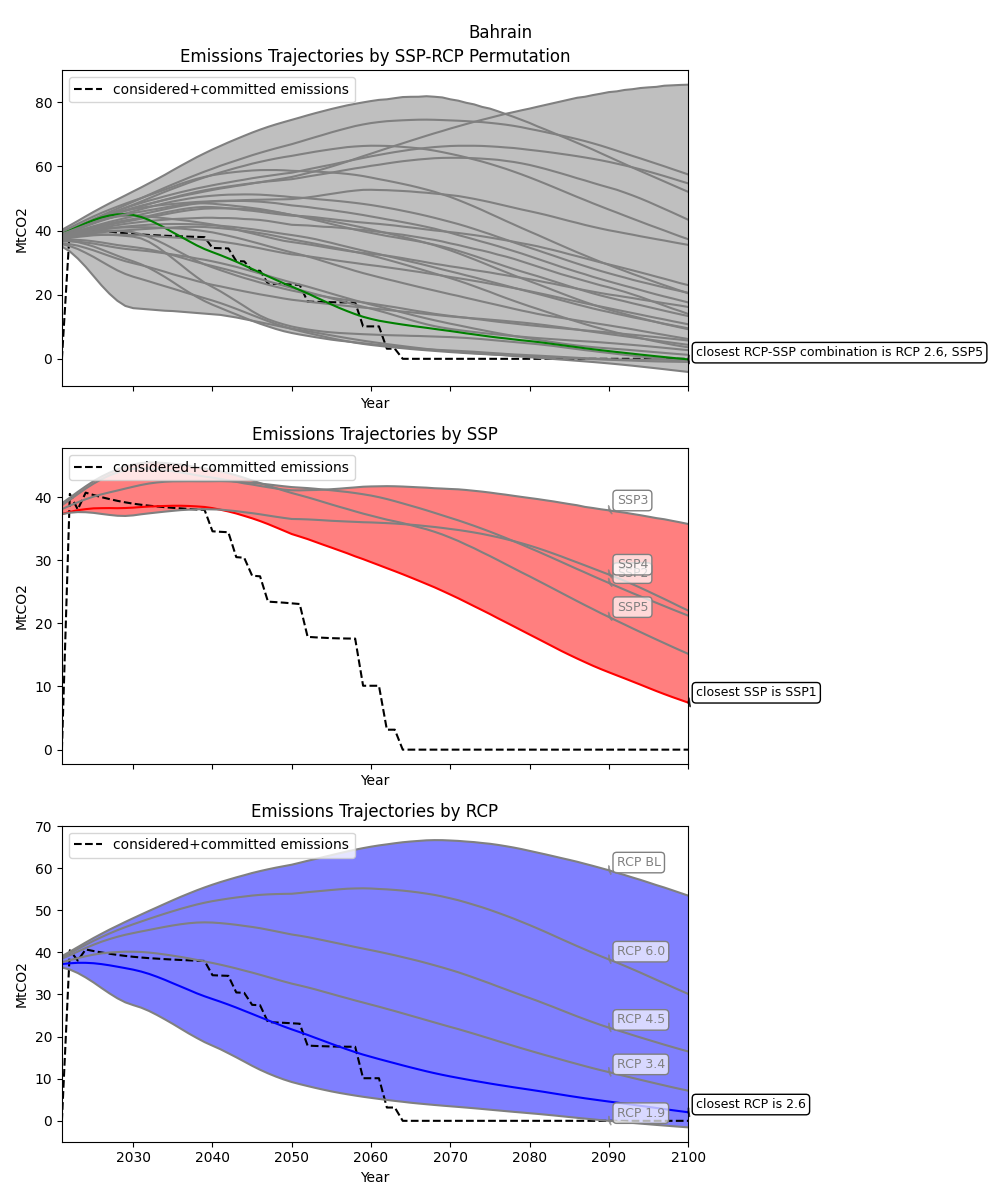 Bahrain
Emissions Trajectories by SSP-RCP Permutation
considered+committed emissions
80
60
40
20
0
MtCO2
closest RCP-SSP combination is RCP 2.6, SSP5
Year
Emissions Trajectories by SSP
considered+committed emissions
40
30
20
10
0
MtCO2
SSP3
SSP4
SSP5
closest SSP is SSP1
Year
Emissions Trajectories by RCP
considered+committed emissions
70
60
50
40
30
20
10
0
MtCO2
RCP BL
RCP 6.0
RCP 4.5
RCP 3.4
RCP 1.9
closest RCP is 2.6
2030 2040 2050 2060 2070 2080 2090 2100
Year